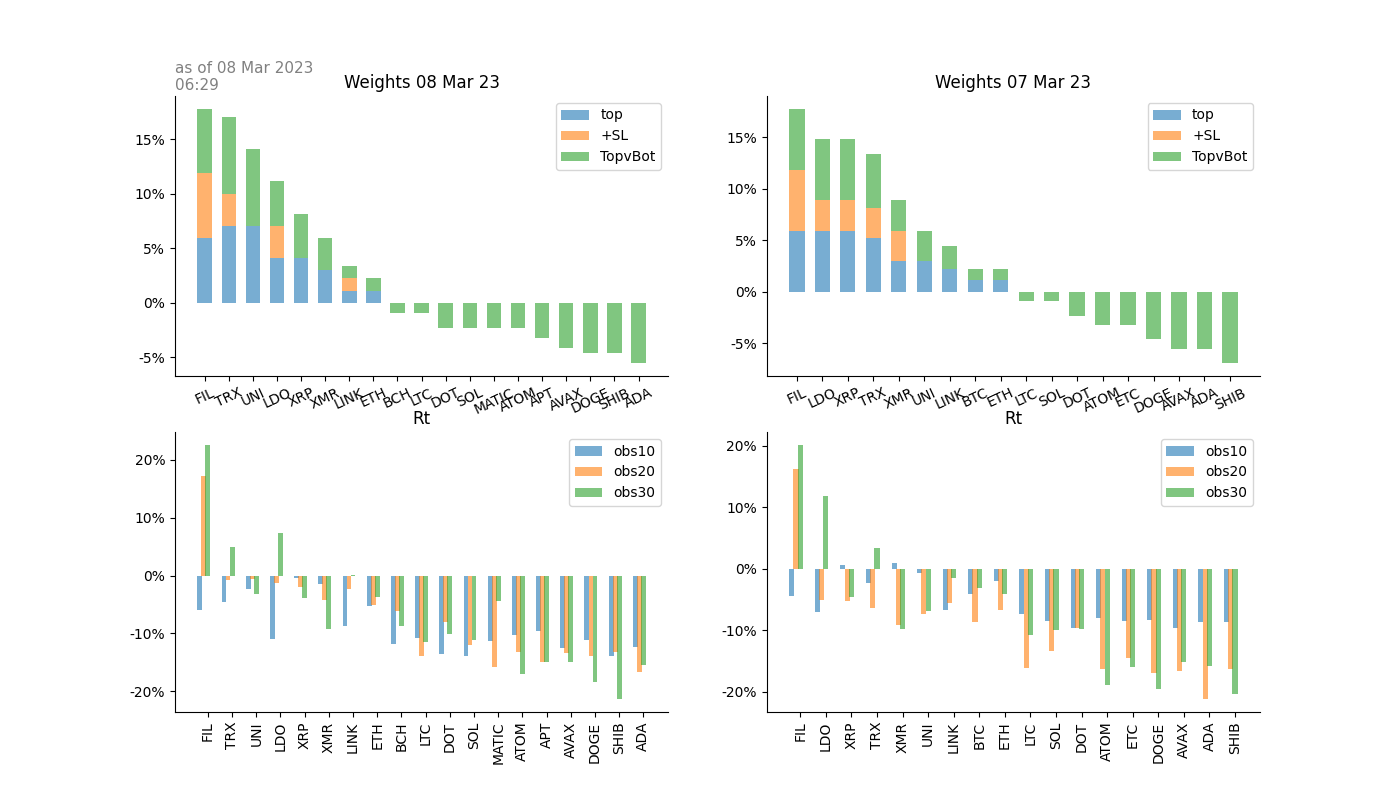 as of 08 Mar 2023
06:29
Weights 08 Mar 23
top
+SL
TopvBot
15%
10%
5%
0%
-5%
FIL TRX UNI LDO XRP XMR LINK ETH BCH LTC DOT SOL MATIC ATOM APT AVAX DOGE SHIB ADA
Weights 07 Mar 23
top
+SL
TopvBot
15%
10%
5%
0%
-5%
FIL LDO XRP TRX XMR UNI LINK BTC ETH LTC SOL DOT ATOM ETC DOGE AVAX ADA SHIB
Rt
obs10
obs20
obs30
20%
10%
0%
-10%
-20%
FIL TRX UNI LDO XRP XMR LINK ETH BCH LTC DOT SOL MATIC ATOM APT AVAX DOGE SHIB ADA
Rt
obs10
obs20
obs30
20%
10%
0%
-10%
-20%
FIL LDO XRP TRX XMR UNI LINK BTC ETH LTC SOL DOT ATOM ETC DOGE AVAX ADA SHIB